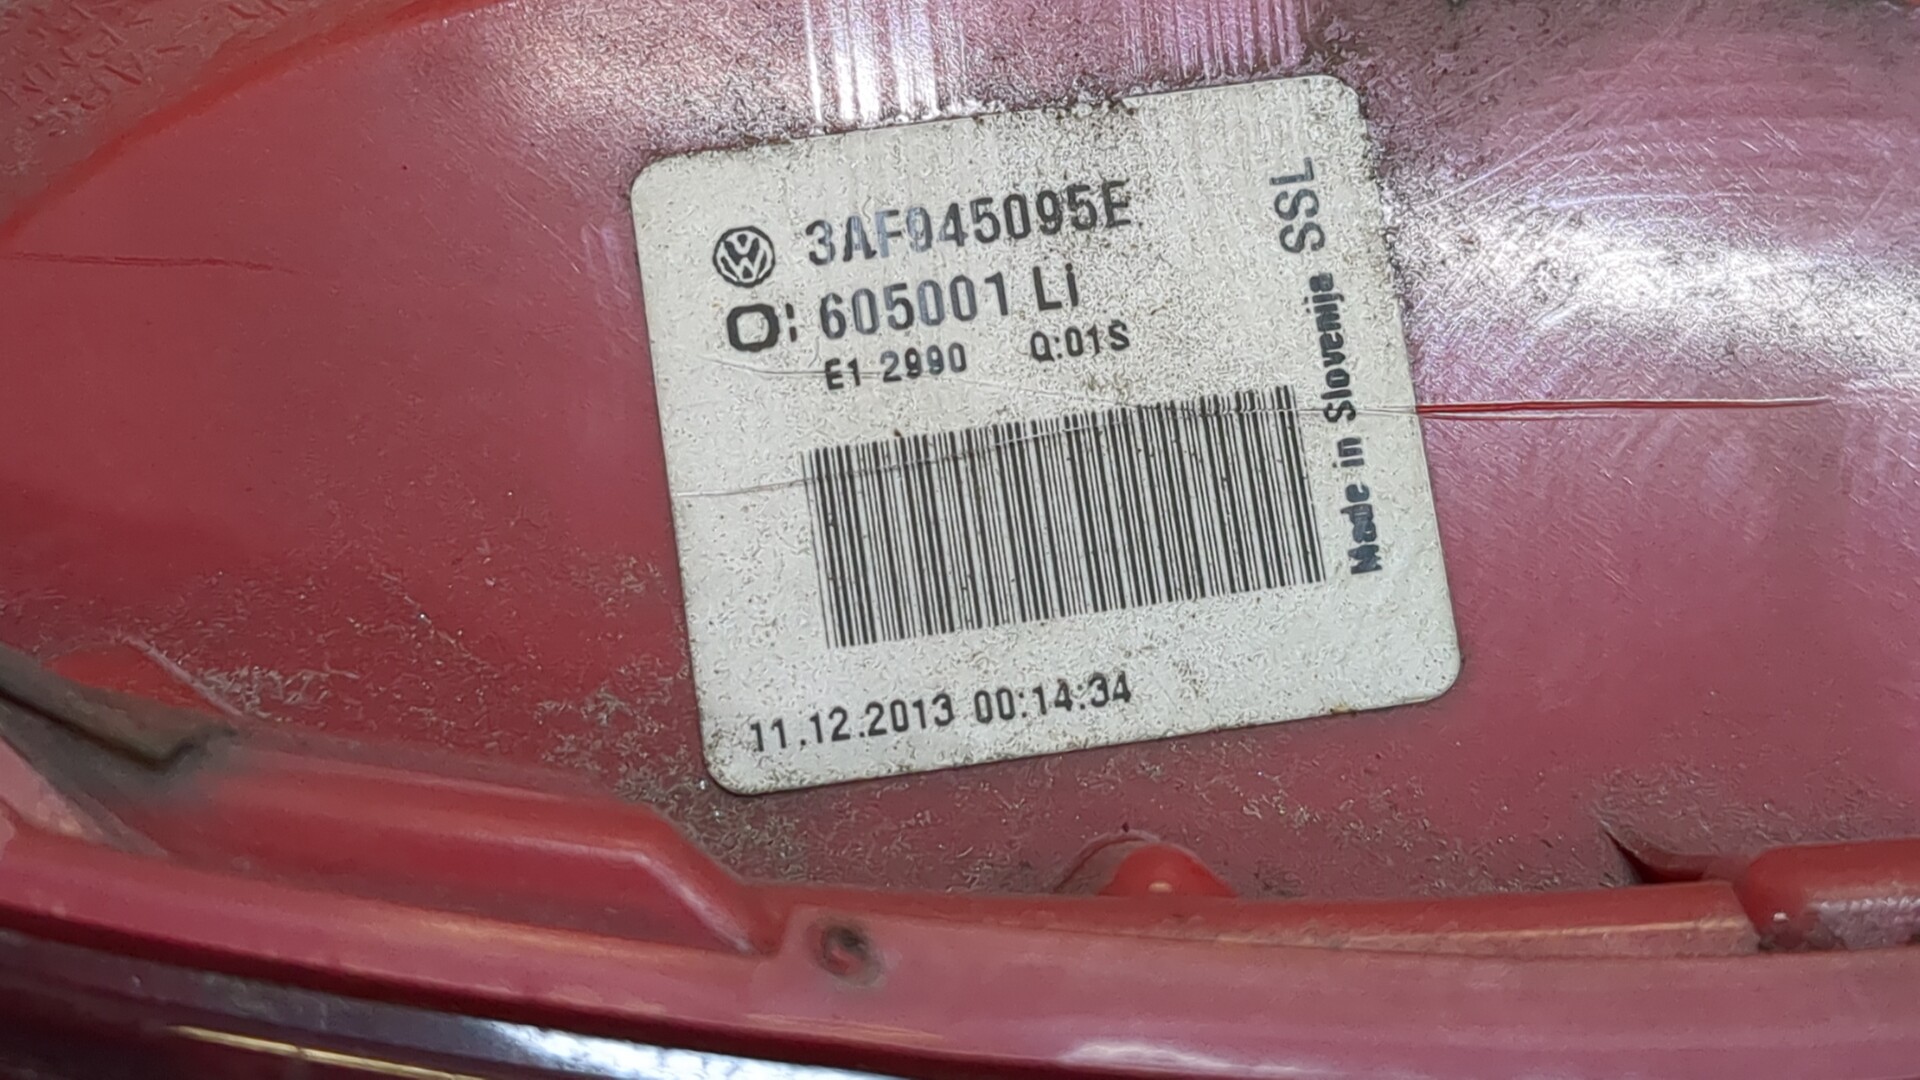 3AF945095E
O: 605001 Li
E1 2990 Q:01S
11.12.2013 00:14:34
Made in Slovenija SSL